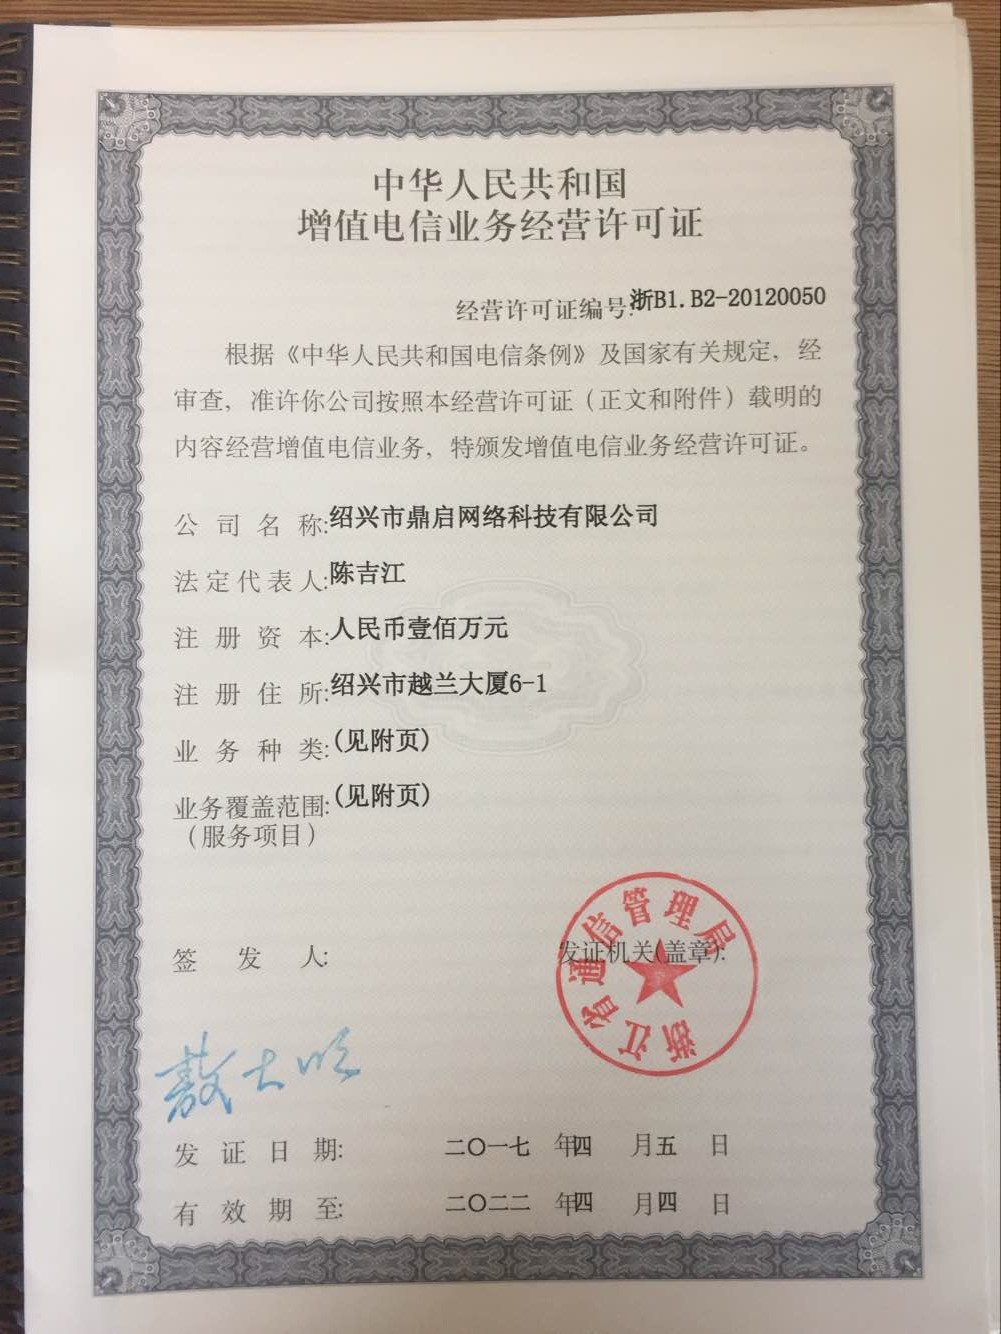 中华人民共和国
增值电信业务经营许可证
经营许可证编号:浙B1.B2-20120050
根据《中华人民共和国电信条例》及国家有关规定，经
审查，准许你公司按照本经营许可证（正文和附件）载明的
内容经营增值电信业务，特颁发增值电信业务经营许可证。
公司名称:绍兴市鼎启网络科技有限公司
法定代表人:陈吉江
注册资本:人民币壹佰万元
注册住所:绍兴市越兰大厦6-1
业务种类:(见附页)
业务覆盖范围:(见附页)
（服务项目）
签发人:
发证机关(盖章):
浙江省通信管理局
发证日期: 二〇一七 年四 月五 日
有效期至: 二〇二二 年四 月四 日